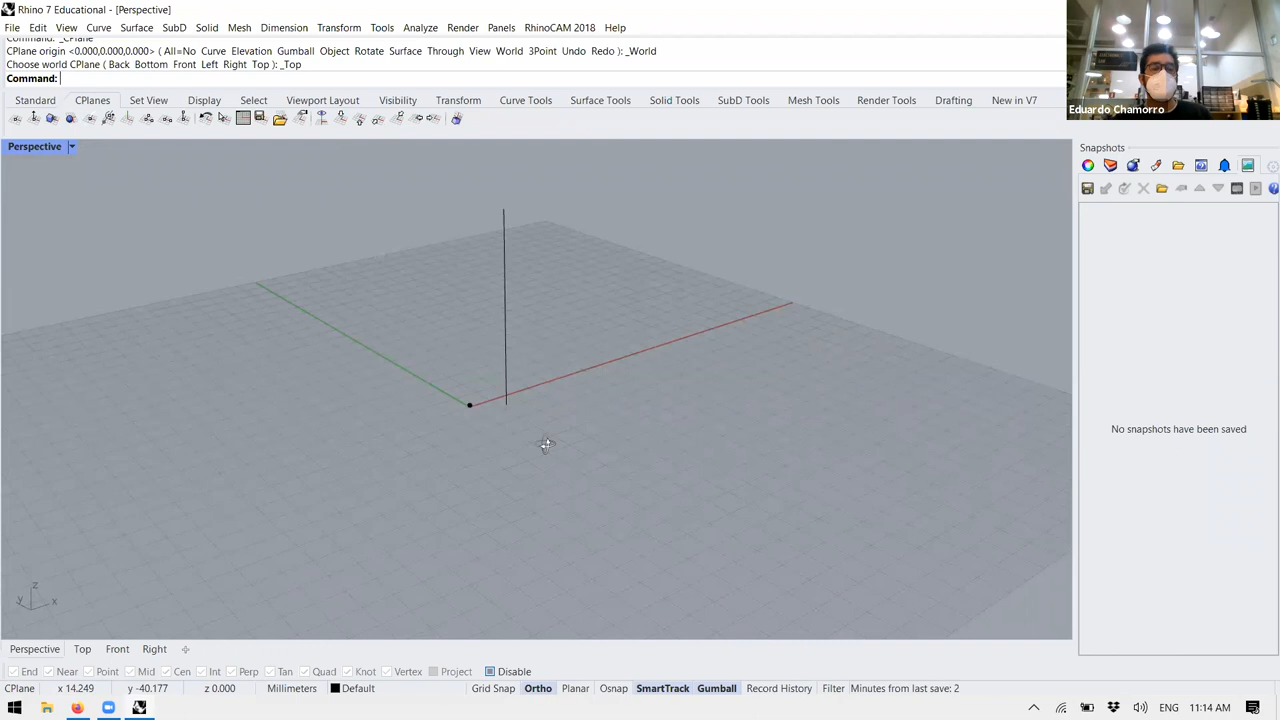 Rhino 7 Educational - [Perspective]
File Edit View Curve Surface SubD Solid Mesh Dimension Transform Tools Analyze Render Panels RhinoCAM 2018 Help
Command: _CPlane
CPlane origin <0.000,0.000,0.000> ( All=No Curve Elevation Gumball Object Rotate Surface Through View World 3Point Undo Redo ): _World
Choose world CPlane ( Back Bottom Front Left Right Top ): _Top
Command:
Eduardo Chamorro
Standard CPlanes Set View Display Select Viewport Layout Visibility Transform Curve Tools Surface Tools Solid Tools SubD Tools Mesh Tools Render Tools Drafting New in V7
Perspective
Snapshots
No snapshots have been saved
z
y x
Perspective Top Front Right
End Near Point Mid Cen Int Perp Tan Quad Knot Vertex Project Disable
CPlane x 14.249 y -40.177 z 0.000 Millimeters Default Grid Snap Ortho Planar Osnap SmartTrack Gumball Record History Filter Minutes from last save: 2
ENG 11:14 AM